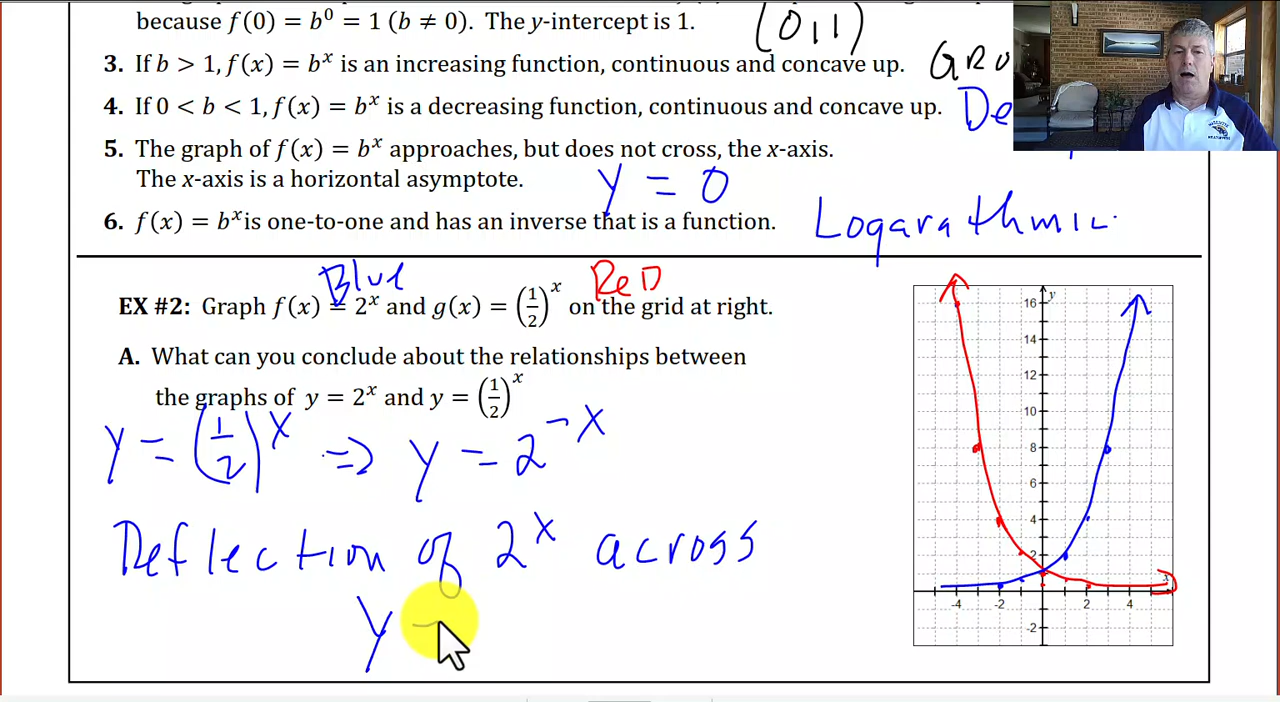 because f(0) = b⁰ = 1 (b ≠ 0). The y-intercept is 1. (0,1)
3. If b > 1, f(x) = bˣ is an increasing function, continuous and concave up. GRO
4. If 0 < b < 1, f(x) = bˣ is a decreasing function, continuous and concave up. De
5. The graph of f(x) = bˣ approaches, but does not cross, the x-axis.
The x-axis is a horizontal asymptote. y = 0
6. f(x) = bˣ is one-to-one and has an inverse that is a function. Logarathmic
Blue ReD
EX #2: Graph f(x) = 2ˣ and g(x) = (1/2)ˣ on the grid at right.
A. What can you conclude about the relationships between
the graphs of y = 2ˣ and y = (1/2)ˣ
y = (1/2)ˣ ⇒ y = 2⁻ˣ
Reflection of 2ˣ across
y -
y
16
14
12
10
8
6
4
2
x
-4 -2 2 4
-2